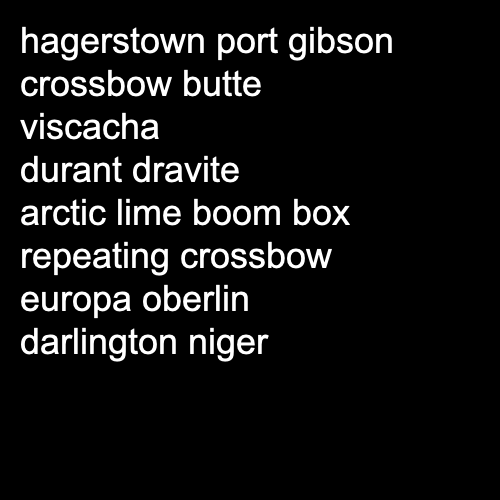 hagerstown port gibson
crossbow butte
viscacha
durant dravite
arctic lime boom box
repeating crossbow
europa oberlin
darlington niger